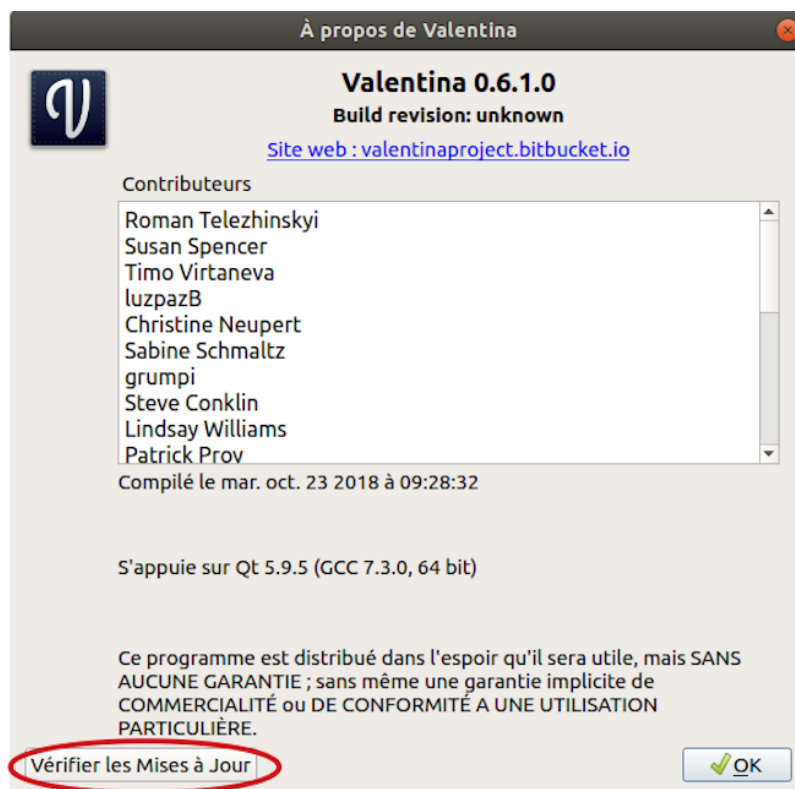 À propos de Valentina
Valentina 0.6.1.0
Build revision: unknown
Site web : valentinaproject.bitbucket.io
Contributeurs
Roman Telezhinskyi
Susan Spencer
Timo Virtaneva
luzpazB
Christine Neupert
Sabine Schmaltz
grumpi
Steve Conklin
Lindsay Williams
Patrick Proy
Compilé le mar. oct. 23 2018 à 09:28:32
S'appuie sur Qt 5.9.5 (GCC 7.3.0, 64 bit)
Ce programme est distribué dans l'espoir qu'il sera utile, mais SANS
AUCUNE GARANTIE ; sans même une garantie implicite de
COMMERCIALITÉ ou DE CONFORMITÉ A UNE UTILISATION
PARTICULIÈRE.
Vérifier les Mises à Jour
OK